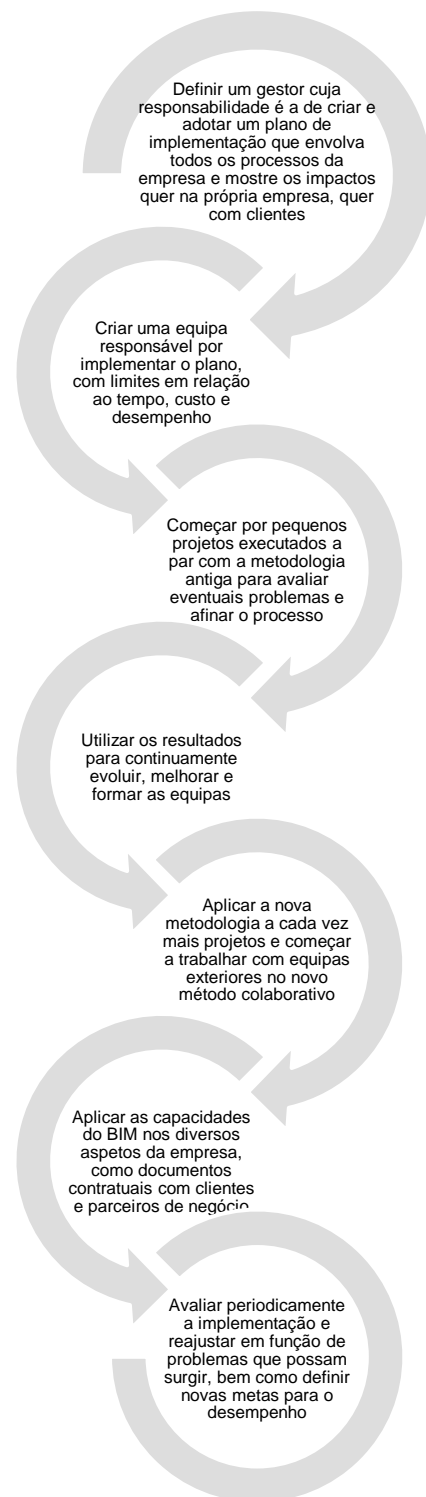 Definir um gestor cuja
responsabilidade é a de criar e
adotar um plano de
implementação que envolva
todos os processos da
empresa e mostre os impactos
quer na própria empresa, quer
com clientes
Criar uma equipa
responsável por
implementar o plano,
com limites em relação
ao tempo, custo e
desempenho
Começar por pequenos
projetos executados a
par com a metodologia
antiga para avaliar
eventuais problemas e
afinar o processo
Utilizar os resultados
para continuamente
evoluir, melhorar e
formar as equipas
Aplicar a nova
metodologia a cada vez
mais projetos e começar
a trabalhar com equipas
exteriores no novo
método colaborativo
Aplicar as capacidades
do BIM nos diversos
aspetos da empresa,
como documentos
contratuais com clientes
e parceiros de negócio
Avaliar periodicamente
a implementação e
reajustar em função de
problemas que possam
surgir, bem como definir
novas metas para o
desempenho